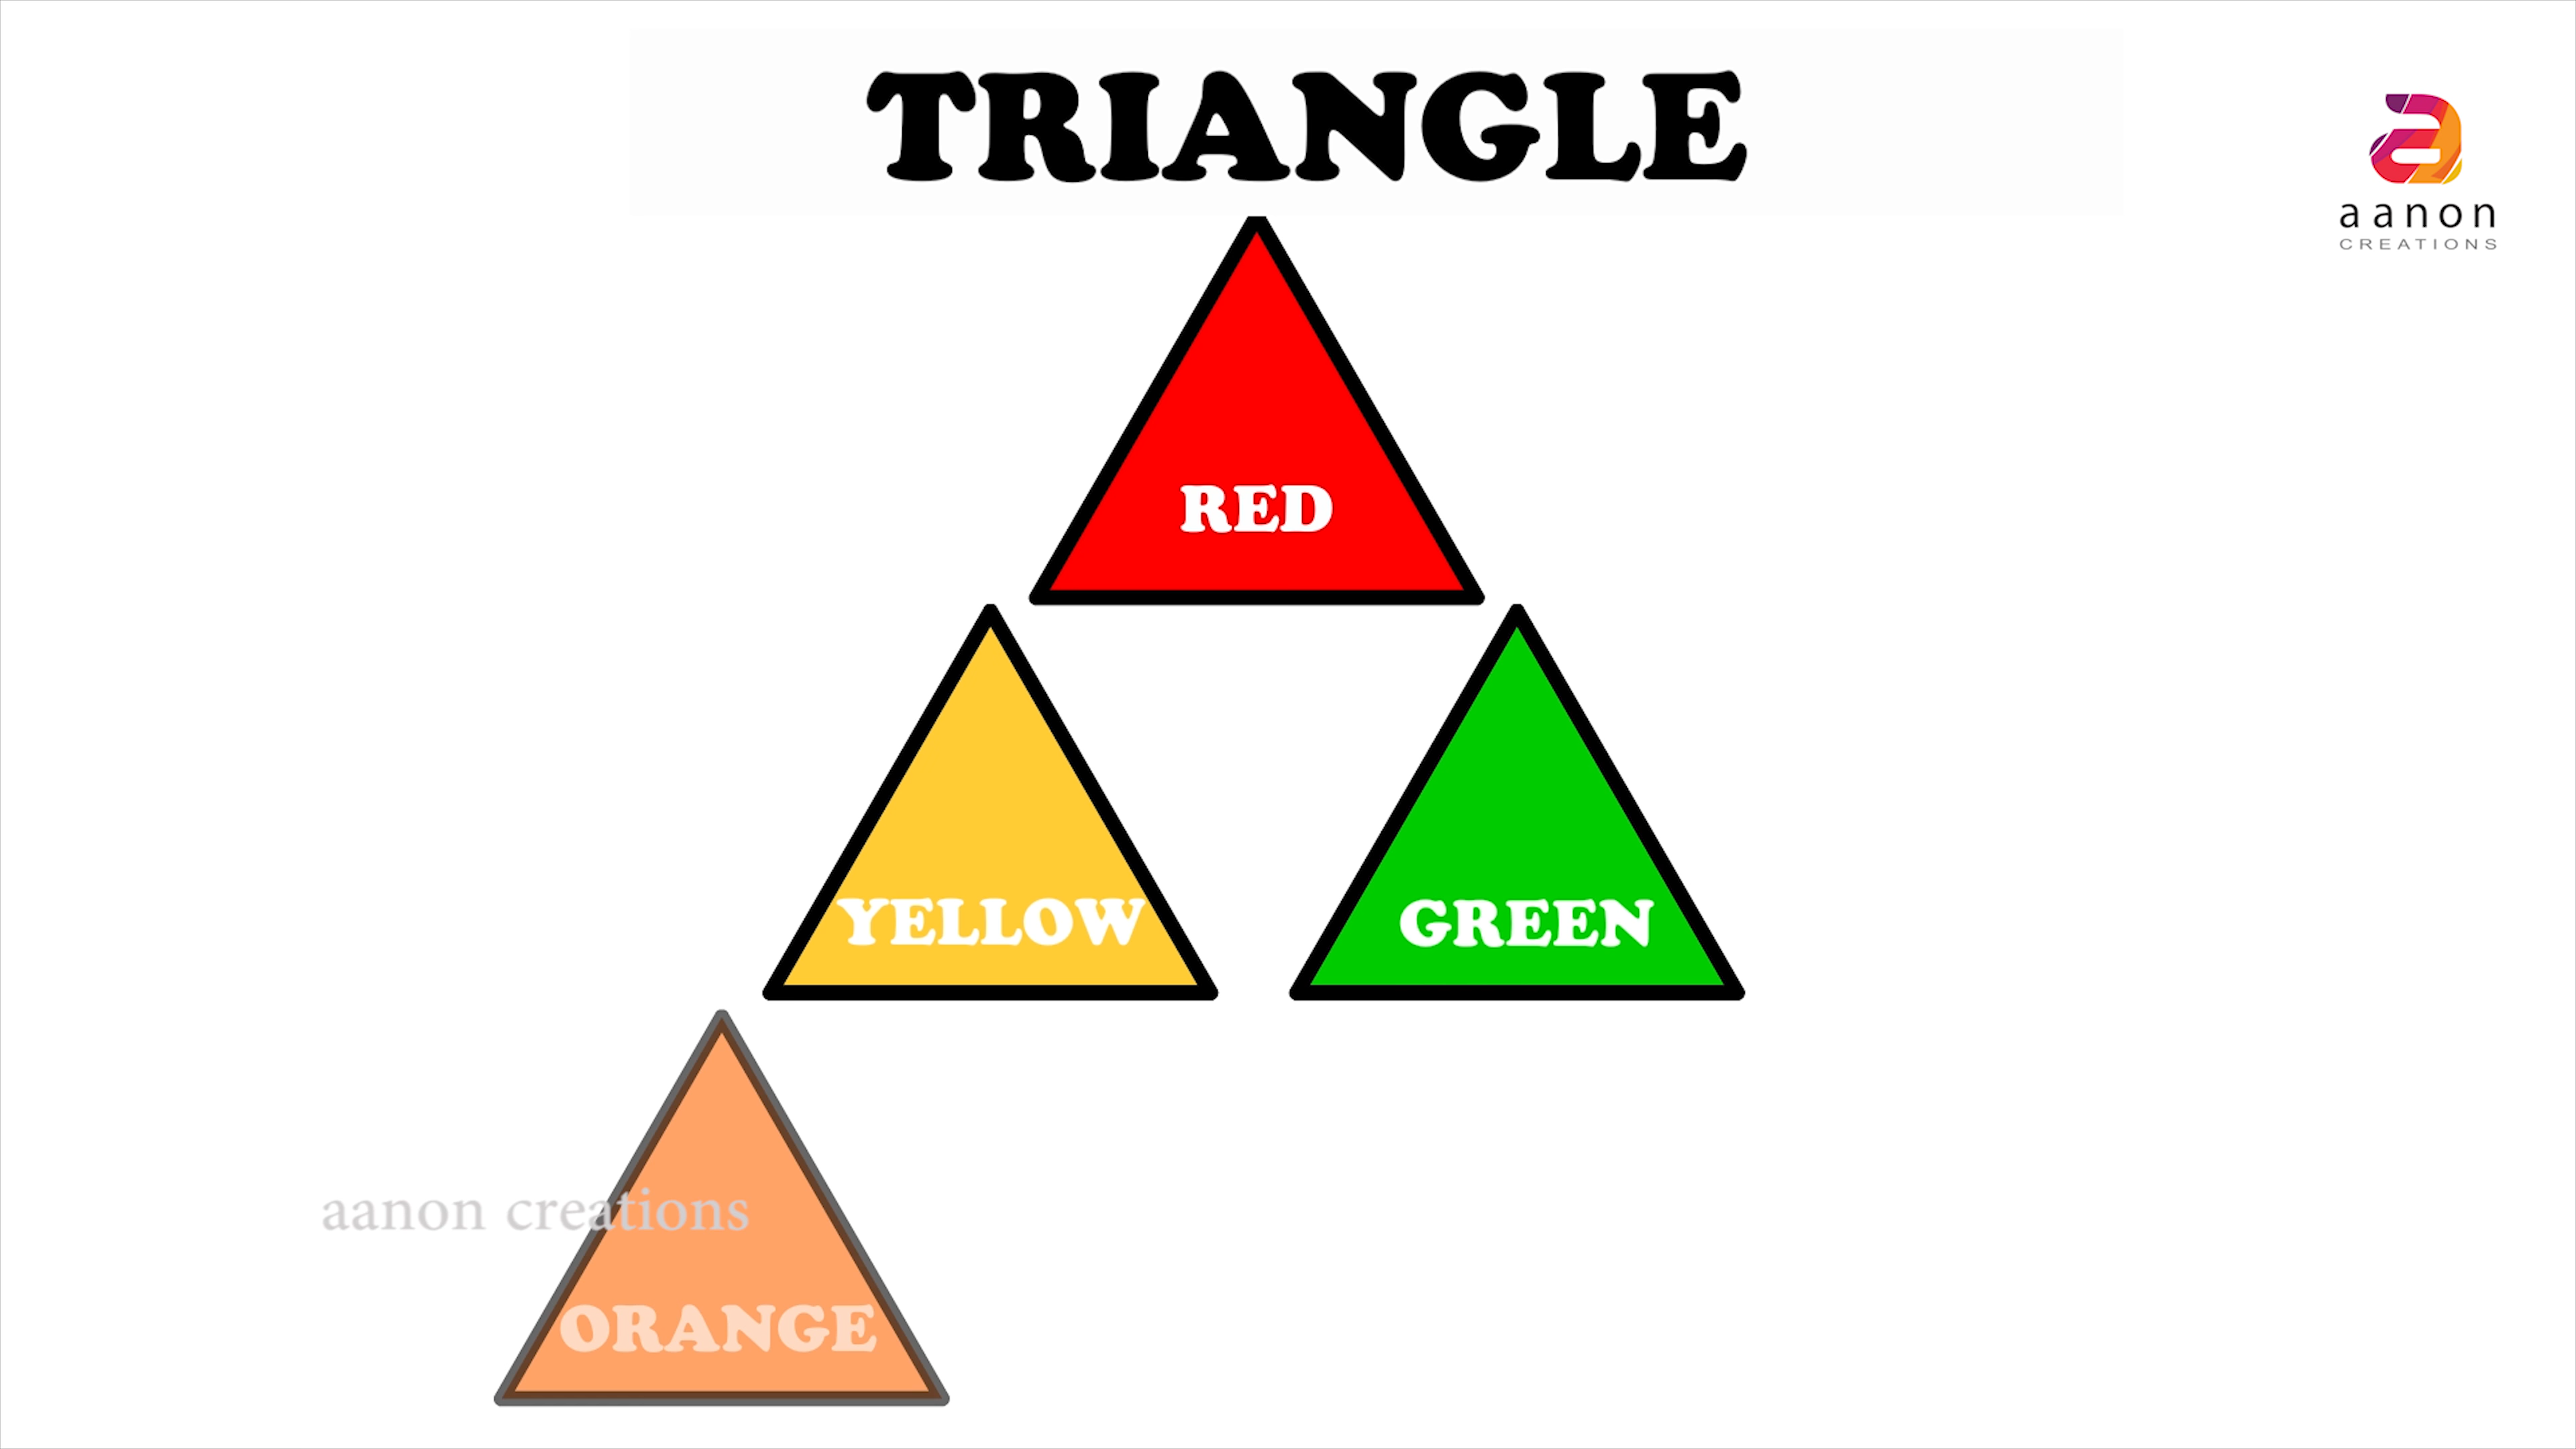 TRIANGLE
aanon
CREATIONS
RED
YELLOW
GREEN
aanon creations
ORANGE